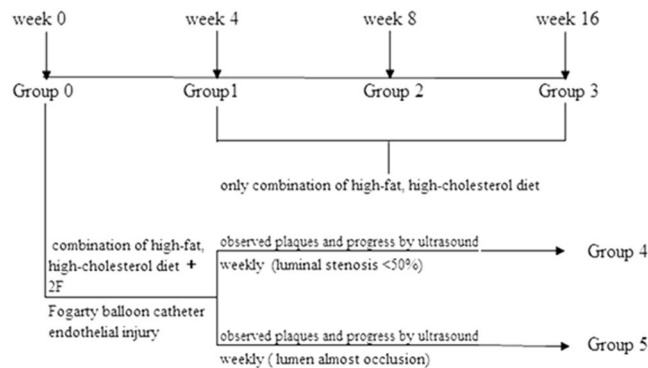 week 0 week 4 week 8 week 16
Group 0 Group1 Group 2 Group 3
only combination of high-fat, high-cholesterol diet
combination of high-fat,
high-cholesterol diet +
2F
Fogarty balloon catheter
endothelial injury
observed plaques and progress by ultrasound
weekly (luminal stenosis <50%)
Group 4
observed plaques and progress by ultrasound
weekly ( lumen almost occlusion)
Group 5